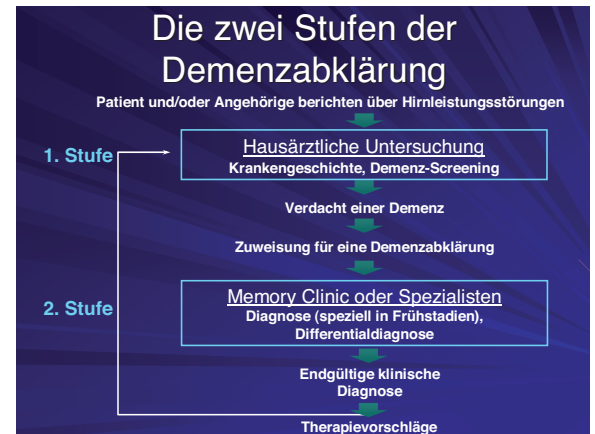 Die zwei Stufen der
Demenzabklärung
Patient und/oder Angehörige berichten über Hirnleistungsstörungen
1. Stufe
Hausärztliche Untersuchung
Krankengeschichte, Demenz-Screening
Verdacht einer Demenz
Zuweisung für eine Demenzabklärung
2. Stufe
Memory Clinic oder Spezialisten
Diagnose (speziell in Frühstadien),
Differentialdiagnose
Endgültige klinische
Diagnose
Therapievorschläge